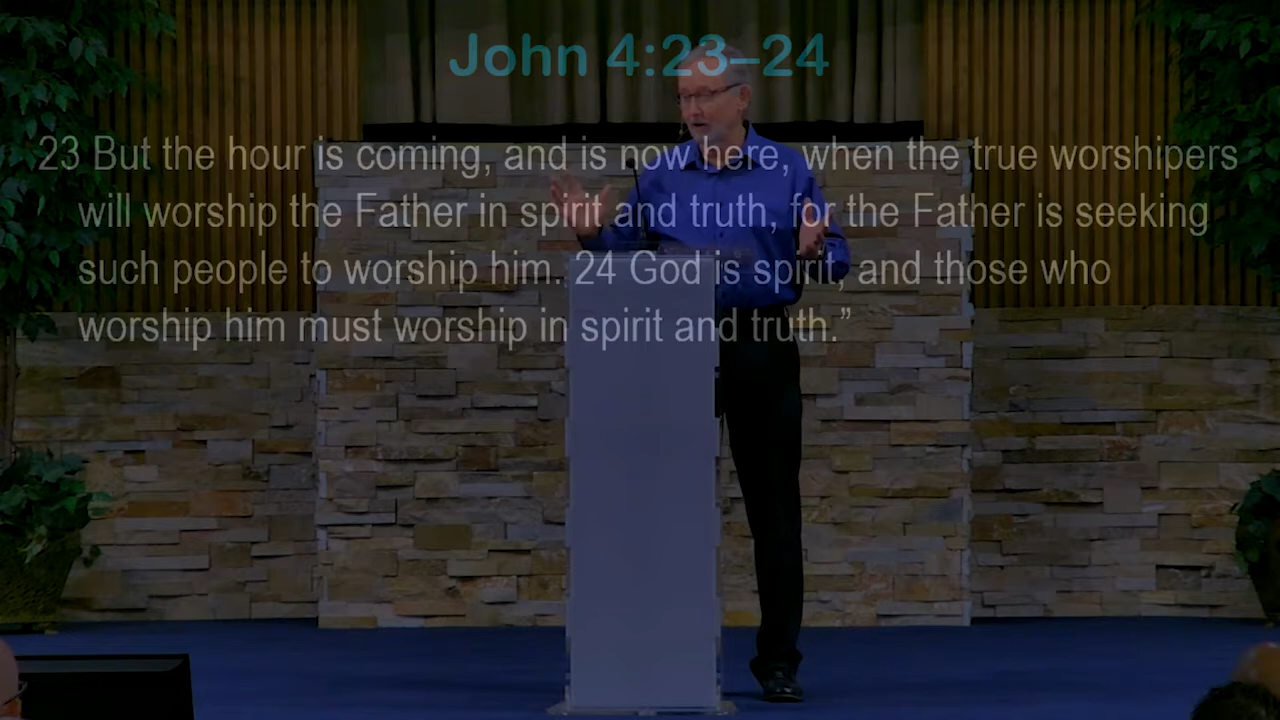 John 4:23–24
23 But the hour is coming, and is now here, when the true worshipers
will worship the Father in spirit and truth, for the Father is seeking
such people to worship him. 24 God is spirit, and those who
worship him must worship in spirit and truth.”